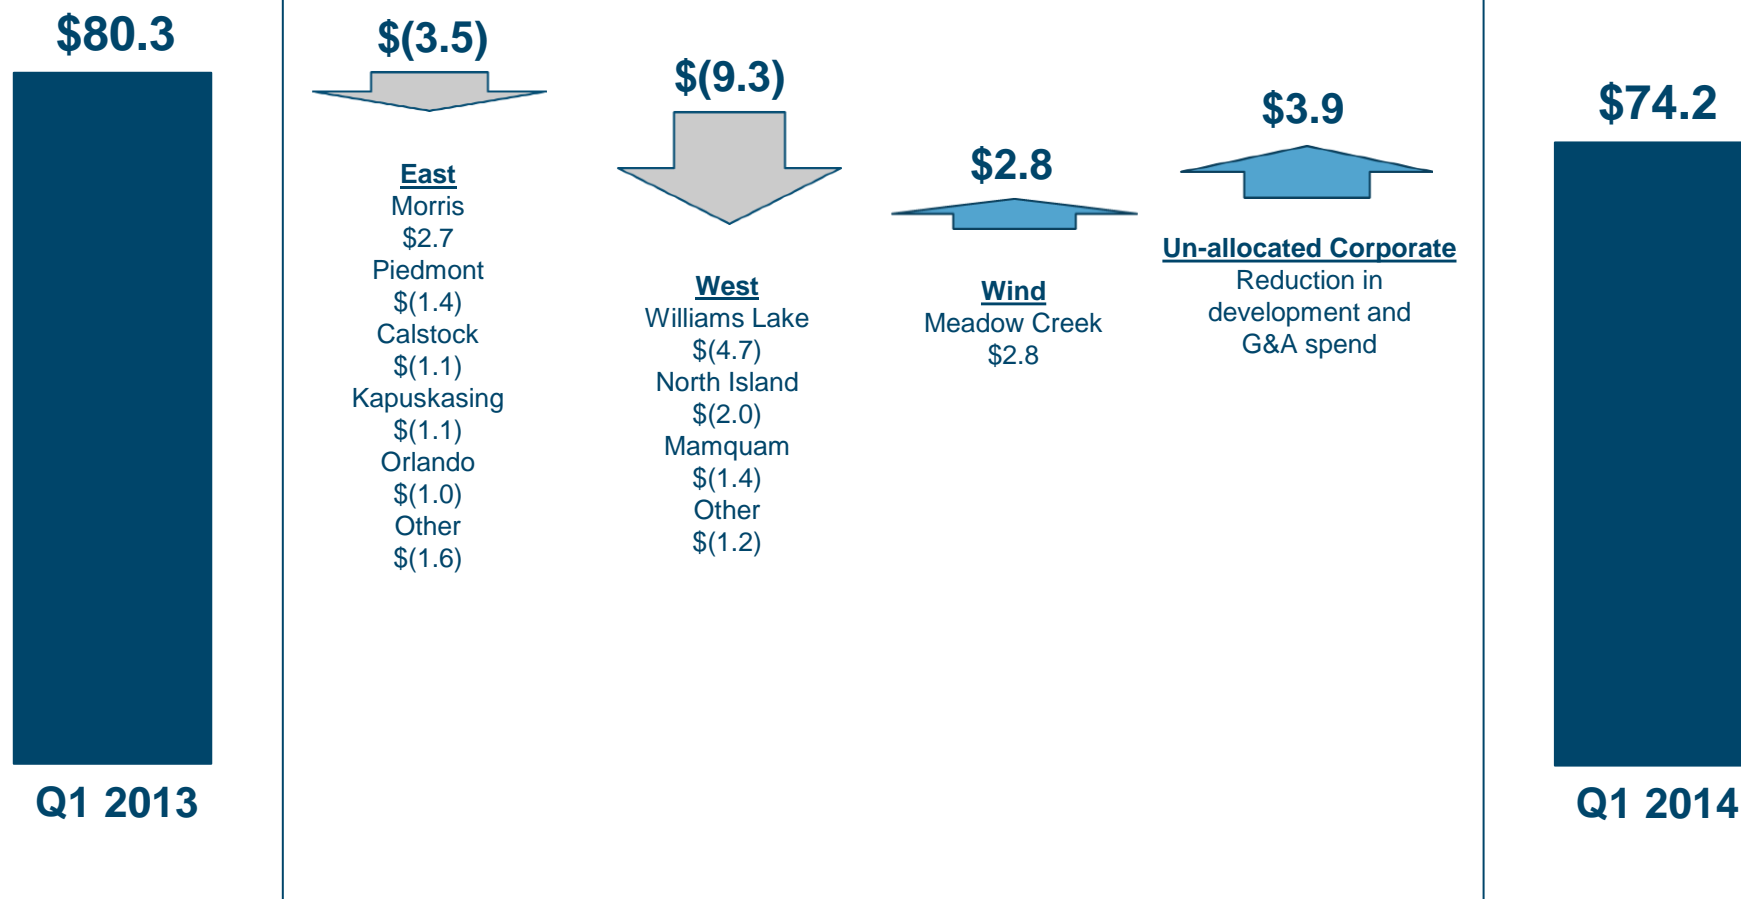 $80.3
Q1 2013
$(3.5)
East
Morris
$2.7
Piedmont
$(1.4)
Calstock
$(1.1)
Kapuskasing
$(1.1)
Orlando
$(1.0)
Other
$(1.6)
$(9.3)
West
Williams Lake
$(4.7)
North Island
$(2.0)
Mamquam
$(1.4)
Other
$(1.2)
$2.8
Wind
Meadow Creek
$2.8
$3.9
Un-allocated Corporate
Reduction in
development and
G&A spend
$74.2
Q1 2014